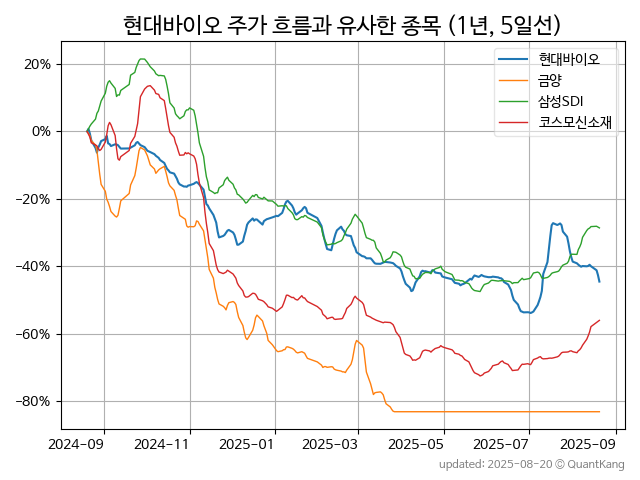 현대바이오 주가 흐름과 유사한 종목 (1년, 5일선)
현대바이오
금양
삼성SDI
코스모신소재
20%
0%
−20%
−40%
−60%
−80%
2024-09 2024-11 2025-01 2025-03 2025-05 2025-07 2025-09
updated: 2025-08-20 © QuantKang